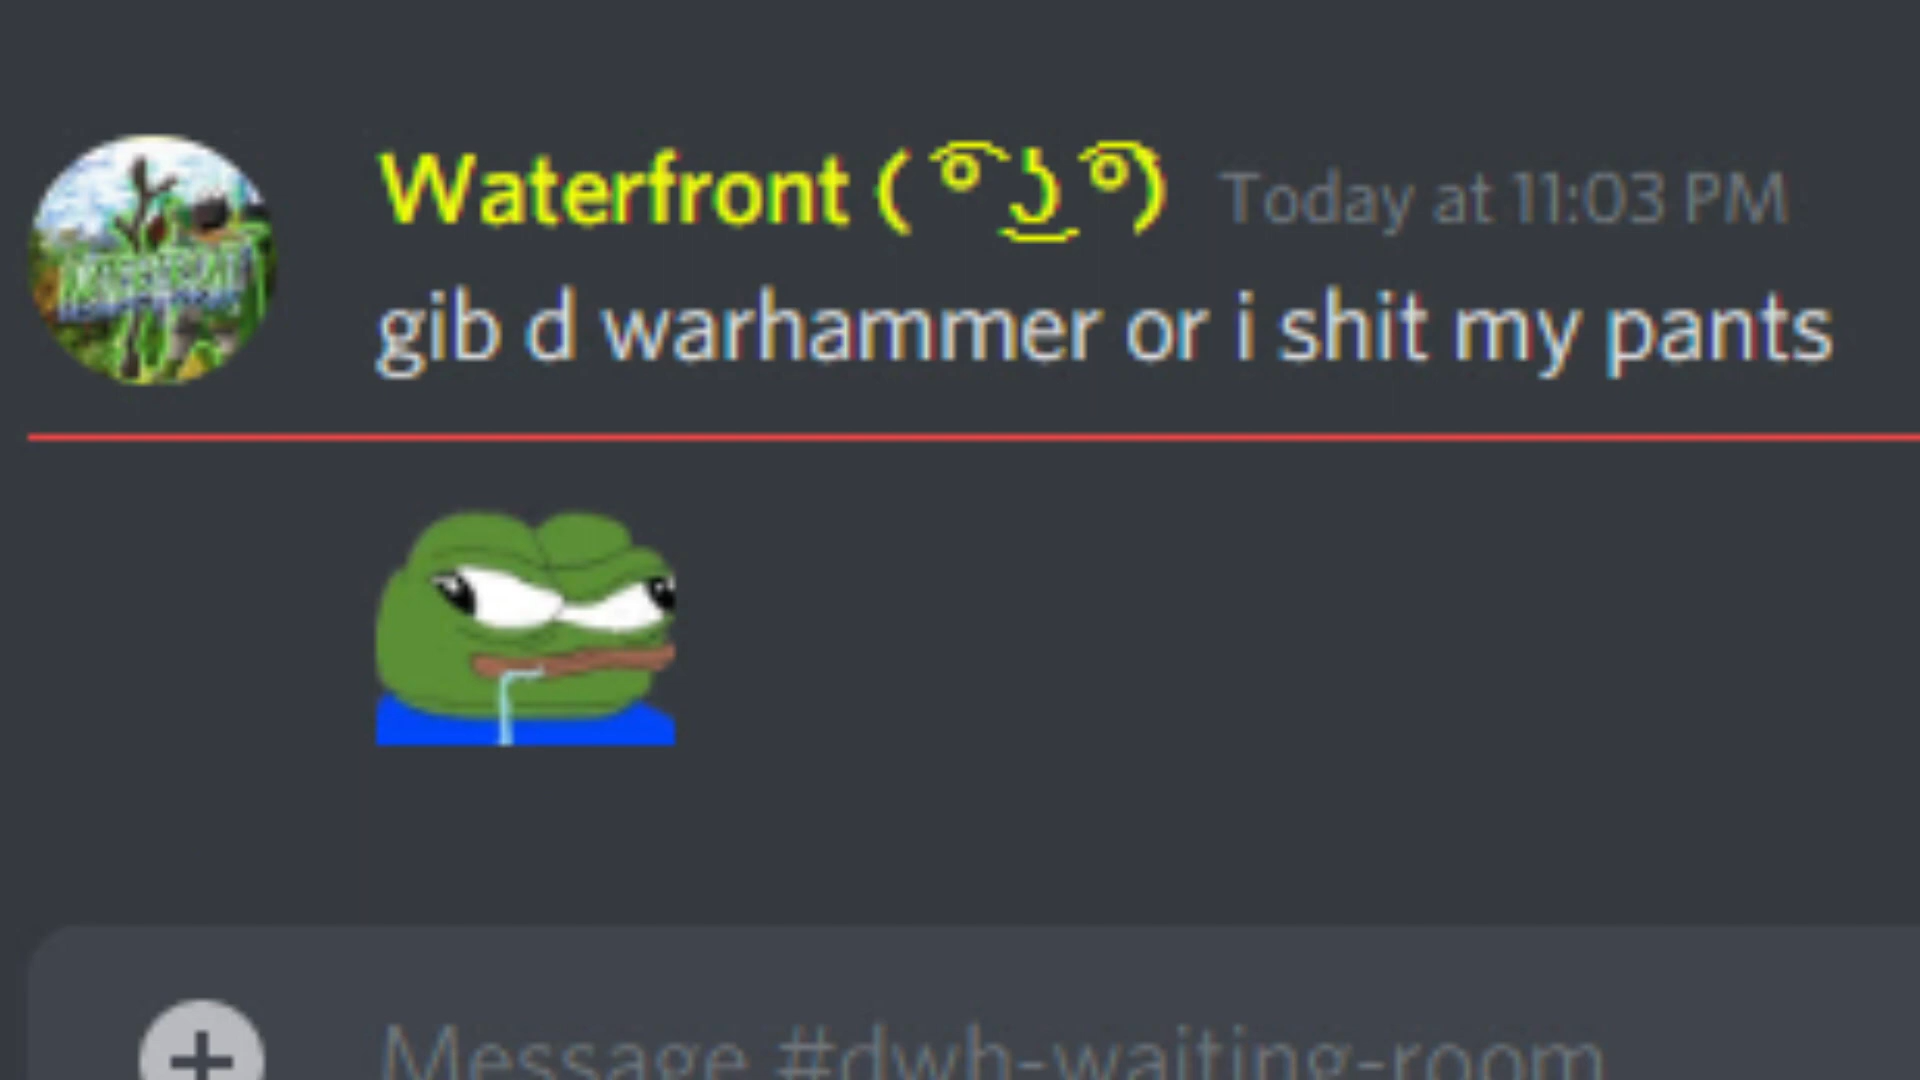 Waterfront ( ͡° ͜ʖ ͡°) Today at 11:03 PM
gib d warhammer or i shit my pants
Message #dwh-waiting-room